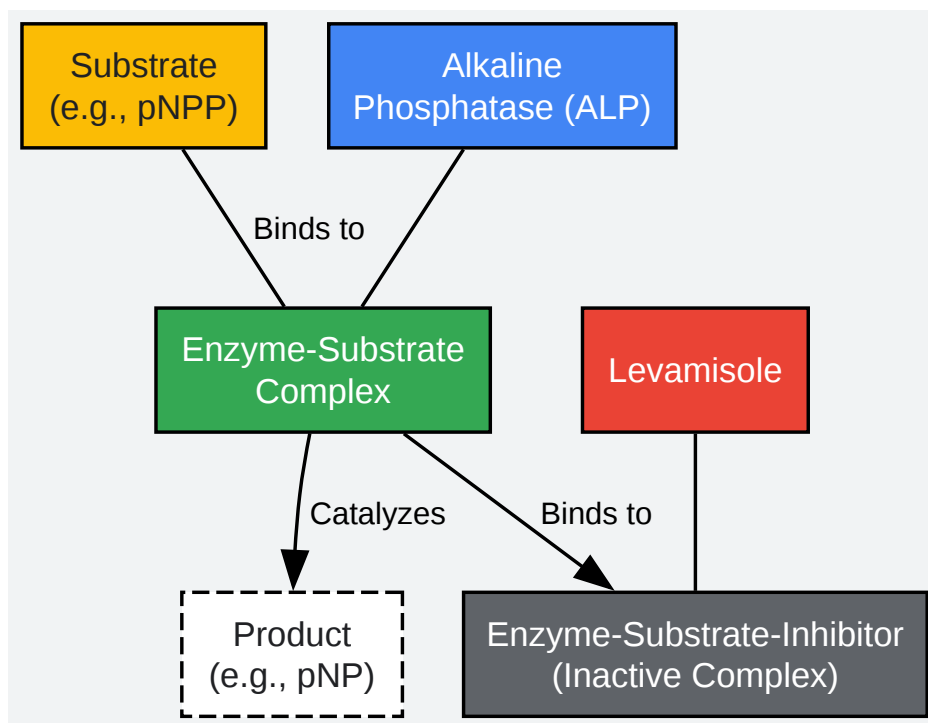 Substrate
(e.g., pNPP)
Alkaline
Phosphatase (ALP)
Binds to
Enzyme-Substrate
Complex
Levamisole
Catalyzes
Binds to
Product
(e.g., pNP)
Enzyme-Substrate-Inhibitor
(Inactive Complex)